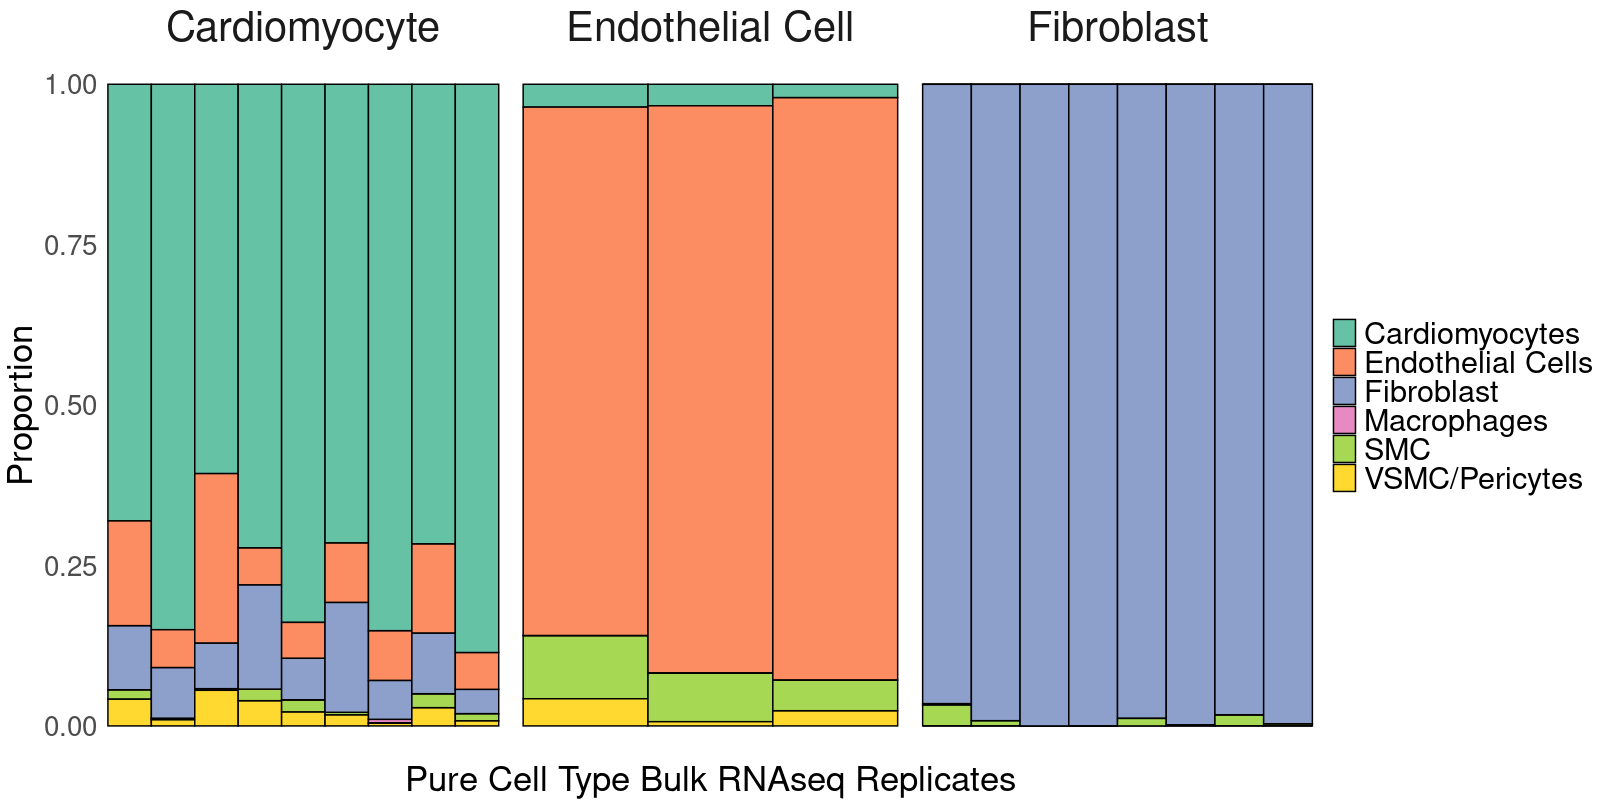 Cardiomyocyte
Endothelial Cell
Fibroblast
1.00
0.75
0.50
0.25
0.00
Proportion
Pure Cell Type Bulk RNAseq Replicates
Cardiomyocytes
Endothelial Cells
Fibroblast
Macrophages
SMC
VSMC/Pericytes